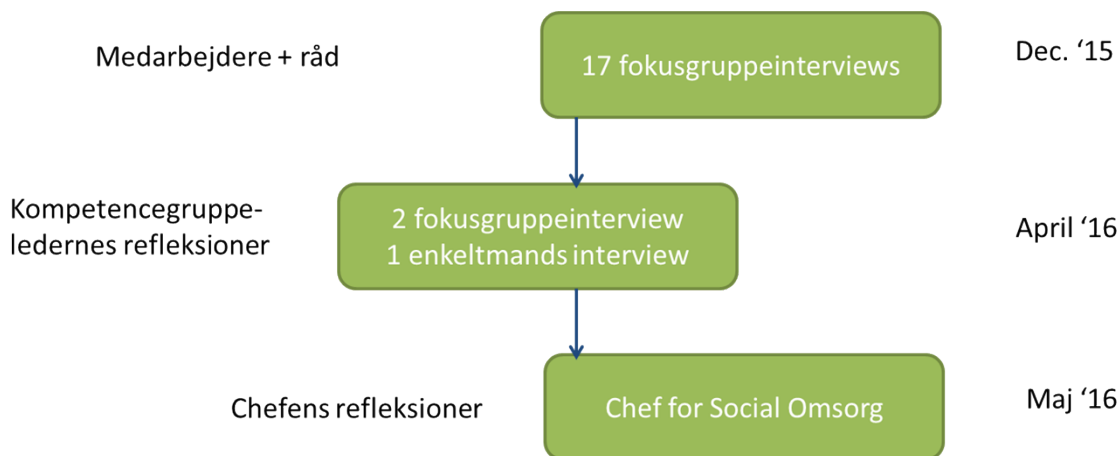 Medarbejdere + råd
17 fokusgruppeinterviews
Dec. ‘15
Kompetencegruppe-
ledernes refleksioner
2 fokusgruppeinterview
1 enkeltmands interview
April ‘16
Chefens refleksioner
Chef for Social Omsorg
Maj ‘16